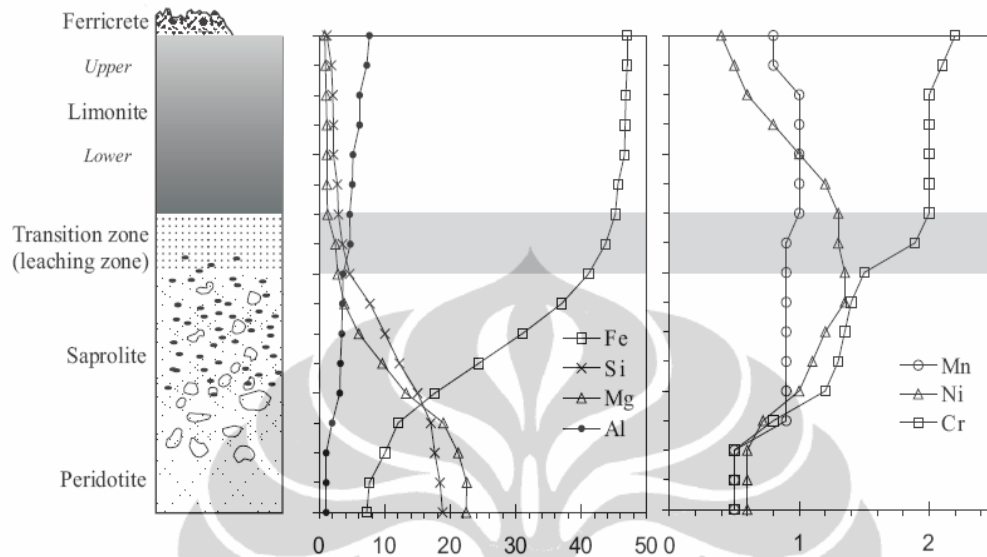 Ferricrete
Upper
Limonite
Lower
Transition zone
(leaching zone)
Saprolite
Peridotite
Fe
Si
Mg
Al
0 10 20 30 40 50
Mn
Ni
Cr
0 1 2